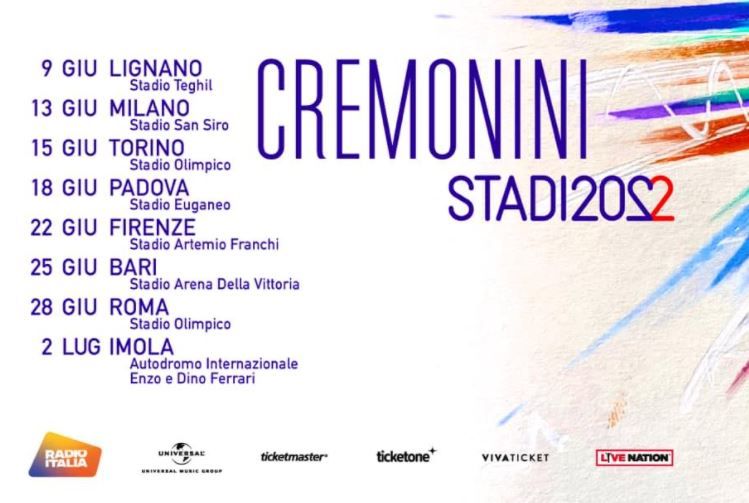 9 GIU LIGNANO
Stadio Teghil
13 GIU MILANO
Stadio San Siro
15 GIU TORINO
Stadio Olimpico
18 GIU PADOVA
Stadio Euganeo
22 GIU FIRENZE
Stadio Artemio Franchi
25 GIU BARI
Stadio Arena Della Vittoria
28 GIU ROMA
Stadio Olimpico
2 LUG IMOLA
Autodromo Internazionale
Enzo e Dino Ferrari
CREMONINI
STADI2022
RADIO
ITALIA
UNIVERSAL
UNIVERSAL MUSIC GROUP
ticketmaster®
ticketone
VIVATICKET
LIVE NATION